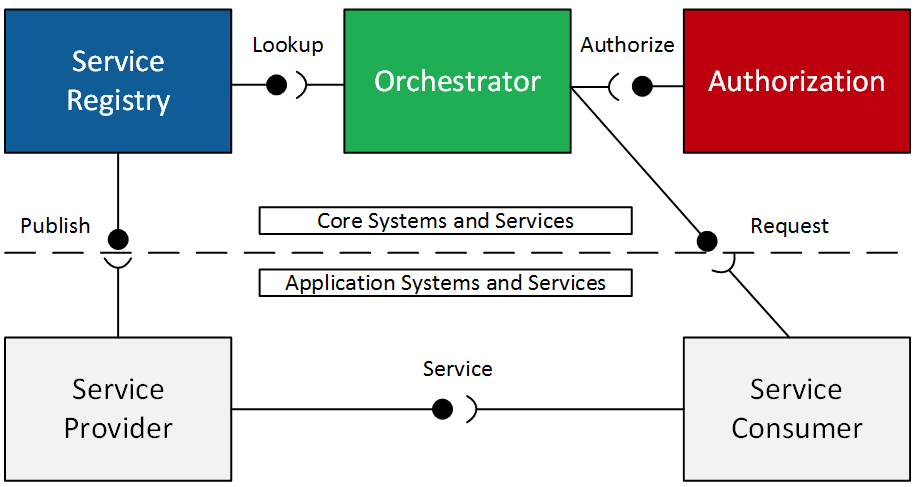 Service
Registry
Lookup
Orchestrator
Authorize
Authorization
Publish
Core Systems and Services
Request
Application Systems and Services
Service
Provider
Service
Service
Consumer